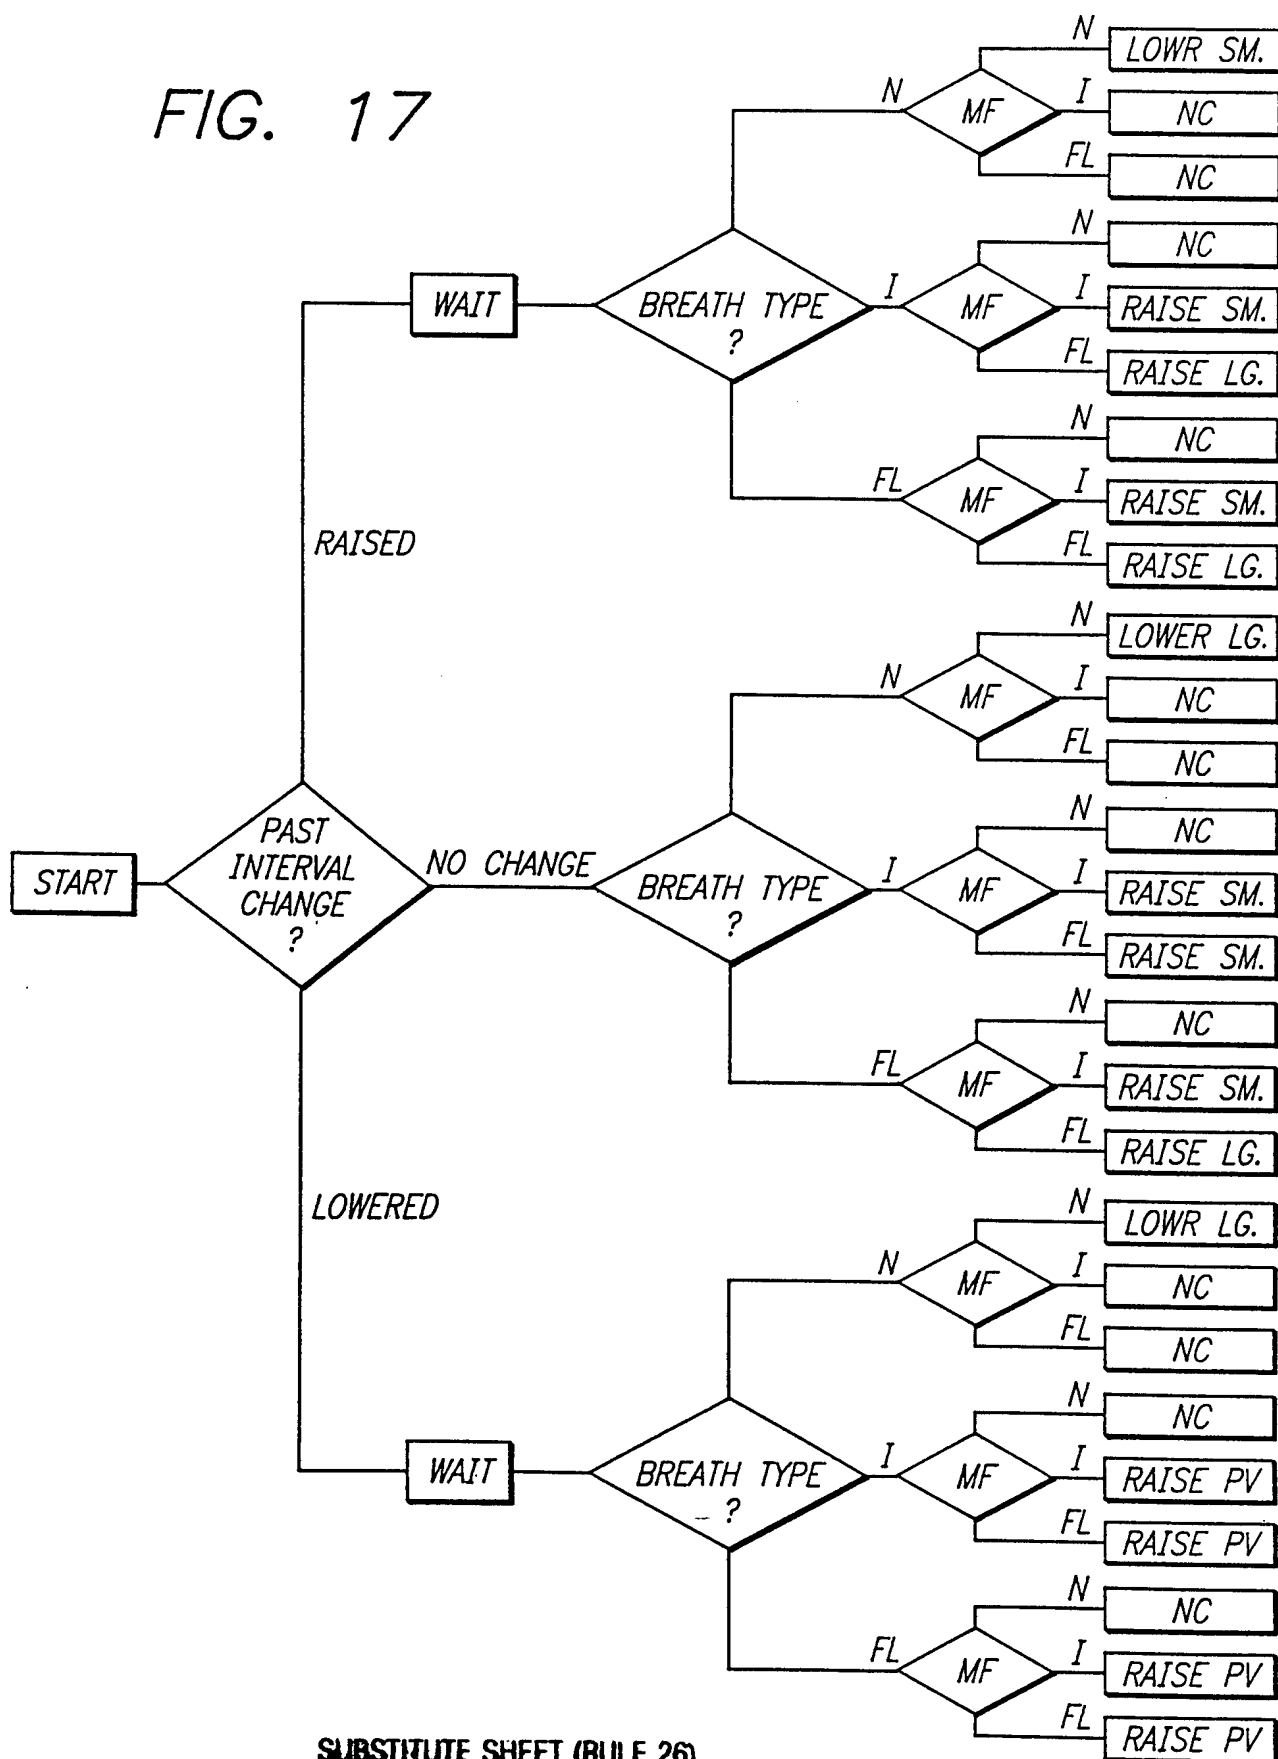 FIG. 17
N
LOWR SM.
N
MF
I
NC
FL
NC
N
NC
WAIT
BREATH TYPE
?
I
MF
I
RAISE SM.
FL
RAISE LG.
N
NC
FL
MF
I
RAISE SM.
FL
RAISE LG.
RAISED
N
LOWER LG.
N
MF
I
NC
FL
NC
START
PAST
INTERVAL
CHANGE
?
NO CHANGE
BREATH TYPE
?
N
NC
I
MF
I
RAISE SM.
FL
RAISE SM.
N
NC
FL
MF
I
RAISE SM.
FL
RAISE LG.
LOWERED
N
LOWR LG.
N
MF
I
NC
FL
NC
WAIT
BREATH TYPE
?
N
NC
I
MF
I
RAISE PV
FL
RAISE PV
N
NC
FL
MF
I
RAISE PV
FL
RAISE PV
SUBSTITUTE SHEET (RULE 26)